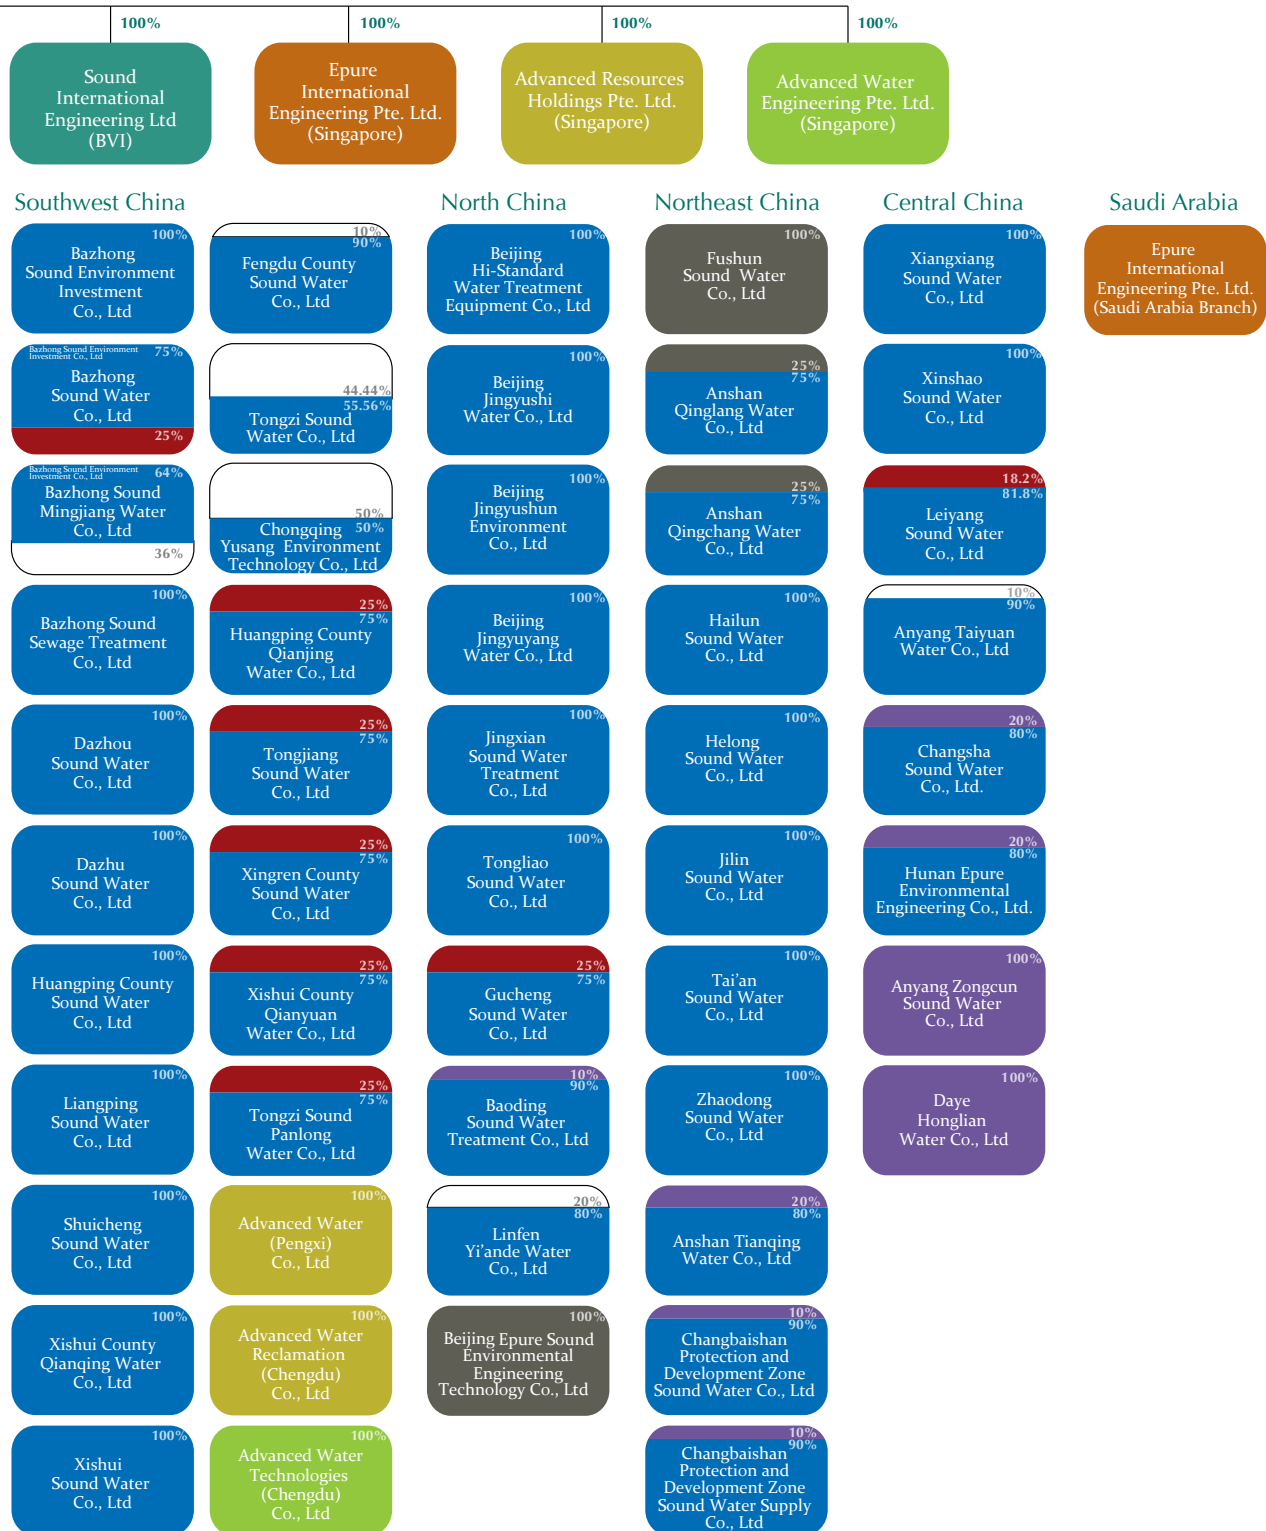 100%
100%
100%
100%
Sound
International
Engineering Ltd
(BVI)
Epure
International
Engineering Pte. Ltd.
(Singapore)
Advanced Resources
Holdings Pte. Ltd.
(Singapore)
Advanced Water
Engineering Pte. Ltd.
(Singapore)
Southwest China
100%
Bazhong
Sound Environment
Investment
Co., Ltd
Bazhong Sound Environment
Investment Co., Ltd
75%
Bazhong
Sound Water
Co., Ltd
25%
Bazhong Sound Environment
Investment Co., Ltd
64%
Bazhong Sound
Mingjiang Water
Co., Ltd
36%
100%
Bazhong Sound
Sewage Treatment
Co., Ltd
100%
Dazhou
Sound Water
Co., Ltd
100%
Dazhu
Sound Water
Co., Ltd
100%
Huangping County
Sound Water
Co., Ltd
100%
Liangping
Sound Water
Co., Ltd
100%
Shuicheng
Sound Water
Co., Ltd
100%
Xishui County
Qianqing Water
Co., Ltd
100%
Xishui
Sound Water
Co., Ltd
10%
90%
Fengdu County
Sound Water
Co., Ltd
44.44%
55.56%
Tongzi Sound
Water Co., Ltd
50%
50%
Chongqing
Yusang Environment
Technology Co., Ltd
25%
75%
Huangping County
Qianjing
Water Co., Ltd
25%
75%
Tongjiang
Sound Water
Co., Ltd
25%
75%
Xingren County
Sound Water
Co., Ltd
25%
75%
Xishui County
Qianyuan
Water Co., Ltd
25%
75%
Tongzi Sound
Panlong
Water Co., Ltd
100%
Advanced Water
(Pengxi)
Co., Ltd
100%
Advanced Water
Reclamation
(Chengdu)
Co., Ltd
100%
Advanced Water
Technologies
(Chengdu)
Co., Ltd
North China
100%
Beijing
Hi-Standard
Water Treatment
Equipment Co., Ltd
100%
Beijing
Jingyushi
Water Co., Ltd
100%
Beijing
Jingyushun
Environment
Co., Ltd
100%
Beijing
Jingyuyang
Water Co., Ltd
100%
Jingxian
Sound Water
Treatment
Co., Ltd
100%
Tongliao
Sound Water
Co., Ltd
25%
75%
Gucheng
Sound Water
Co., Ltd
10%
90%
Baoding
Sound Water
Treatment Co., Ltd
20%
80%
Linfen
Yi'ande Water
Co., Ltd
100%
Beijing Epure Sound
Environmental
Engineering
Technology Co., Ltd
Northeast China
100%
Fushun
Sound Water
Co., Ltd
25%
75%
Anshan
Qinglang Water
Co., Ltd
25%
75%
Anshan
Qingchang Water
Co., Ltd
100%
Hailun
Sound Water
Co., Ltd
100%
Helong
Sound Water
Co., Ltd
100%
Jilin
Sound Water
Co., Ltd
100%
Tai'an
Sound Water
Co., Ltd
100%
Zhaodong
Sound Water
Co., Ltd
20%
80%
Anshan Tianqing
Water Co., Ltd
10%
90%
Changbaishan
Protection and
Development Zone
Sound Water Co., Ltd
10%
90%
Changbaishan
Protection and
Development Zone
Sound Water Supply
Co., Ltd
Central China
100%
Xiangxiang
Sound Water
Co., Ltd
100%
Xinshao
Sound Water
Co., Ltd
18.2%
81.8%
Leiyang
Sound Water
Co., Ltd
10%
90%
Anyang Taiyuan
Water Co., Ltd
20%
80%
Changsha
Sound Water
Co., Ltd.
20%
80%
Hunan Epure
Environmental
Engineering Co., Ltd.
100%
Anyang Zongcun
Sound Water
Co., Ltd
100%
Daye
Honglian
Water Co., Ltd
Saudi Arabia
Epure
International
Engineering Pte. Ltd.
(Saudi Arabia Branch)